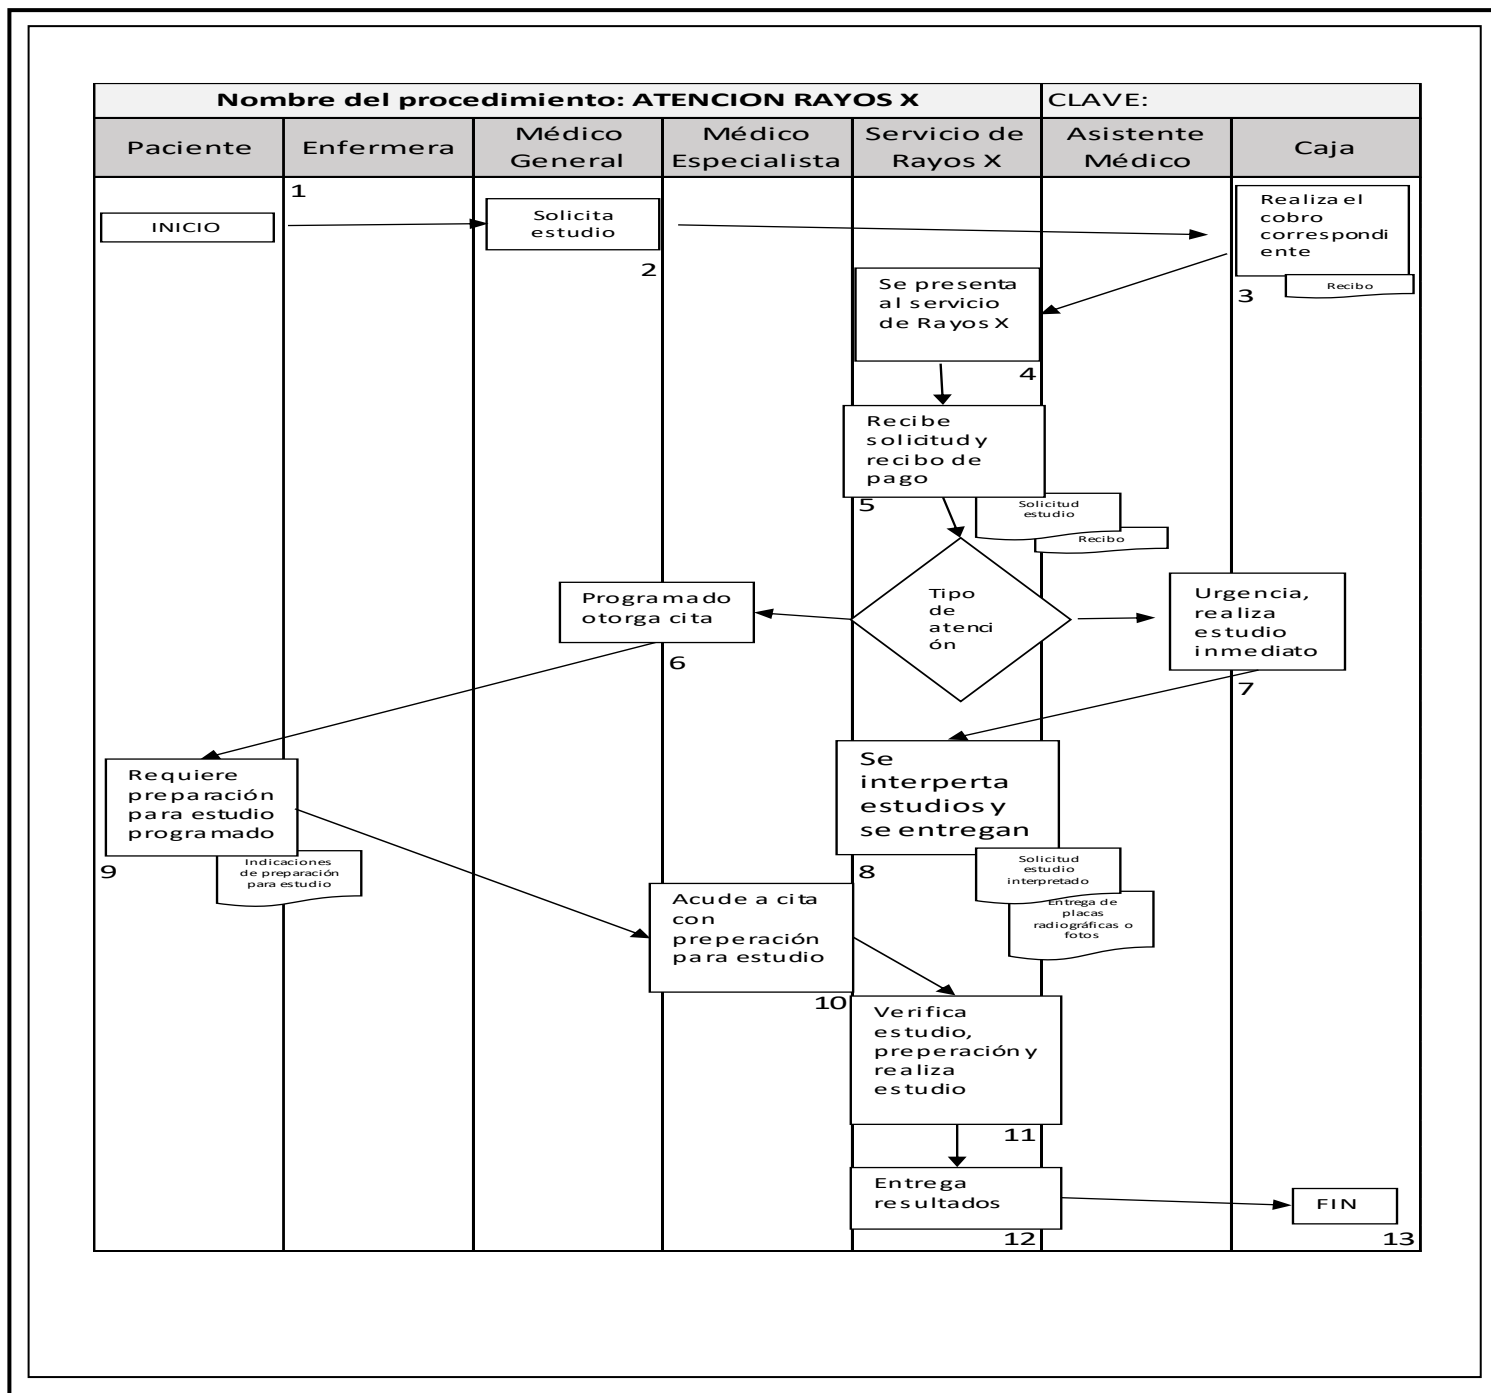 Nombre del procedimiento: ATENCION RAYOS X
CLAVE:
Paciente
Enfermera
Médico
General
Médico
Especialista
Servicio de
Rayos X
Asistente
Médico
Caja
1
INICIO
Solicita
estudio
2
Realiza el
cobro
correspondi
ente
Recibo
3
Se presenta
al servicio
de Rayos X
4
Recibe
solicitud y
recibo de
pago
5
Solicitud
estudio
Recibo
Tipo
de
atenci
ón
Programado
otorga cita
6
Urgencia,
realiza
estudio
inmediato
7
Se
interperta
estudios y
se entregan
8
Solicitud
estudio
interpretado
Entrega de
placas
radiográficas o
fotos
Requiere
preparación
para estudio
programado
9
Indicaciones
de preparación
para estudio
Acude a cita
con
preperación
para estudio
10
Verifica
estudio,
preperación y
realiza
estudio
11
Entrega
resultados
12
FIN
13